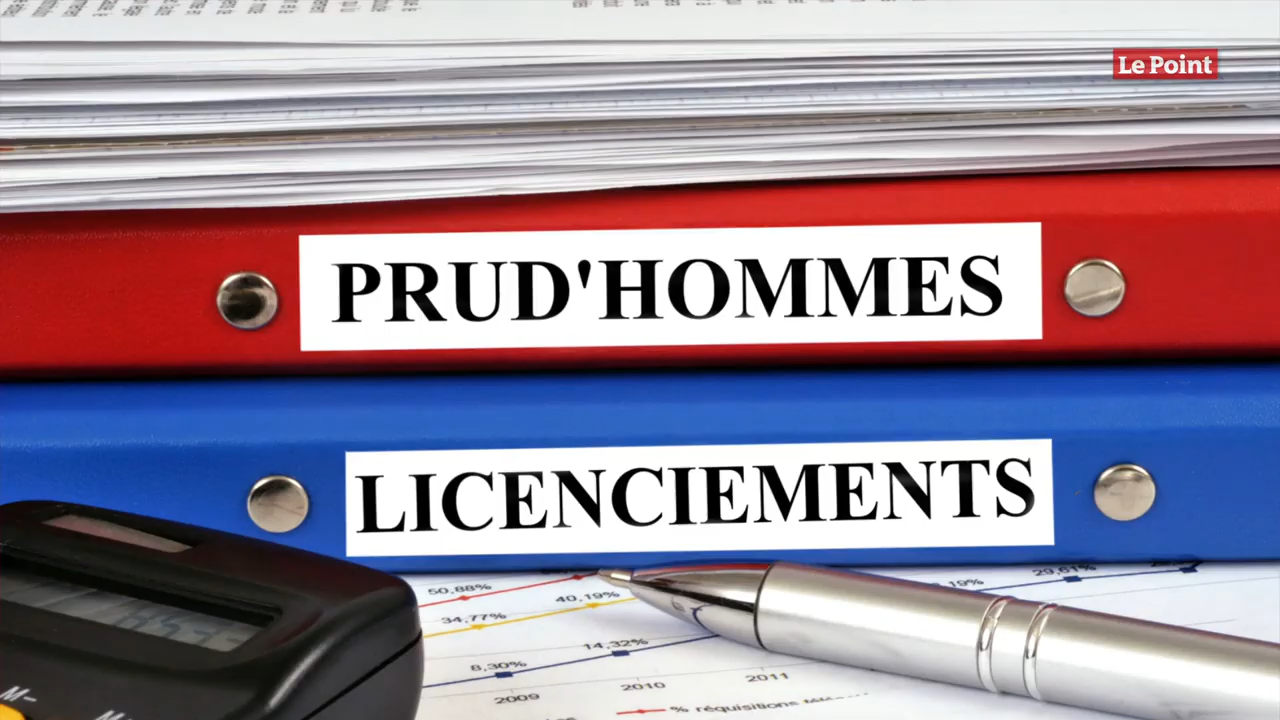 Le Point
PRUD'HOMMES
LICENCIEMENTS
50,88%
40,19%
34,77%
14,32%
8,30%
19%
29,61%
2009
2010
2011
% réquisitions
M-